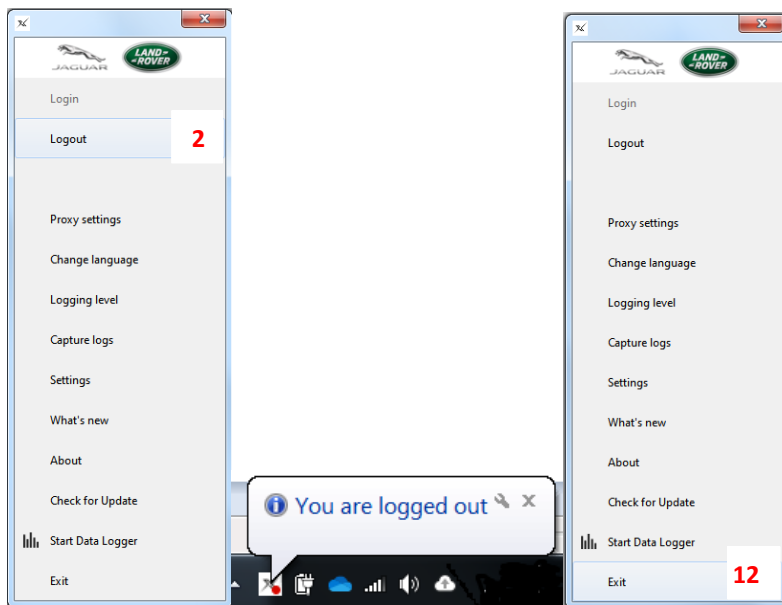 JAGUAR
LAND-
-ROVER
Login
Logout
2
Proxy settings
Change language
Logging level
Capture logs
Settings
What's new
About
Check for Update
Start Data Logger
Exit
You are logged out
JAGUAR
LAND-
-ROVER
Login
Logout
Proxy settings
Change language
Logging level
Capture logs
Settings
What's new
About
Check for Update
Start Data Logger
Exit
12